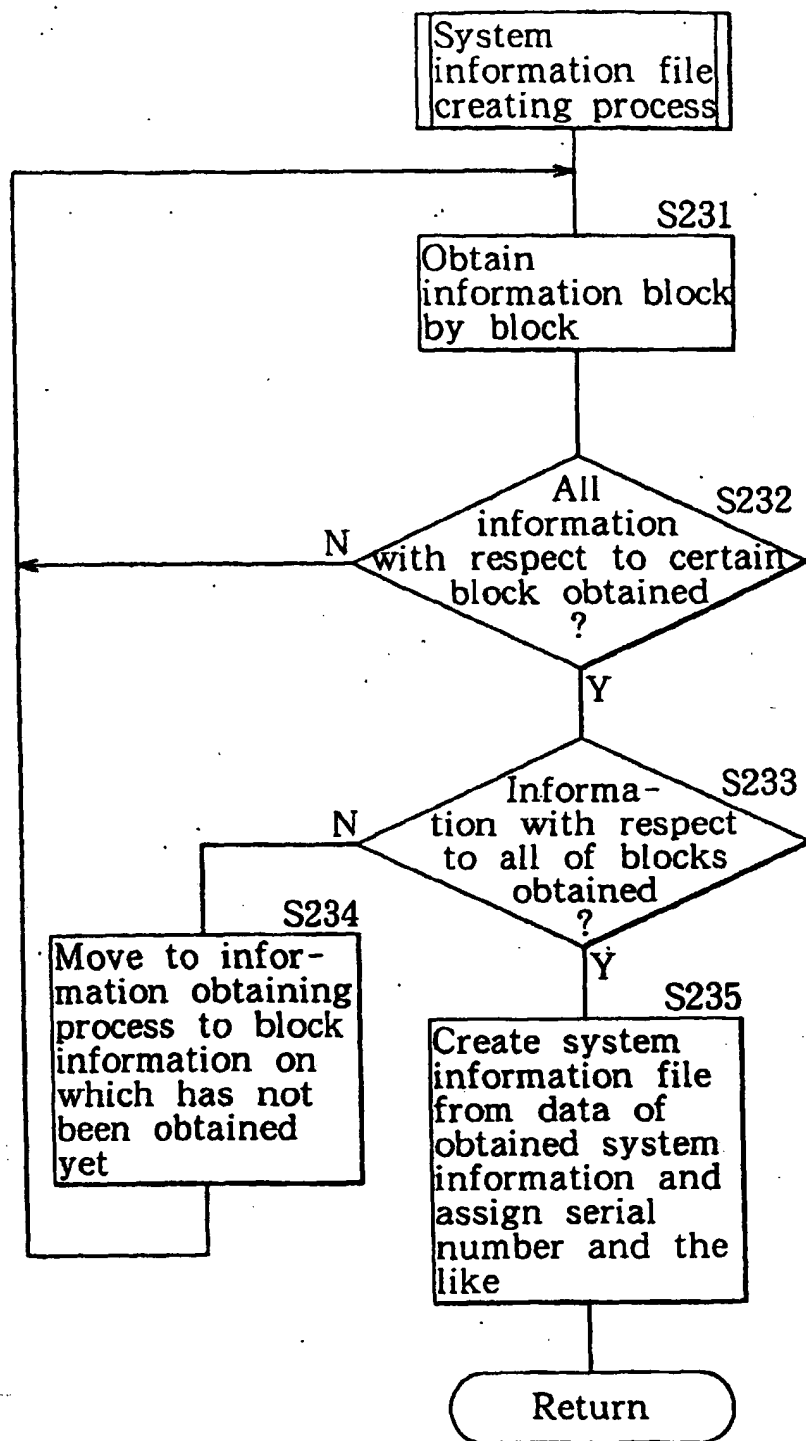 System
information file
creating process
S231
Obtain
information block
by block
S232
All
information
with respect to certain
block obtained
?
N
Y
S233
Informa-
tion with respect
to all of blocks
obtained
?
N
Y
S234
Move to infor-
mation obtaining
process to block
information on
which has not
been obtained
yet
S235
Create system
information file
from data of
obtained system
information and
assign serial
number and the
like
Return